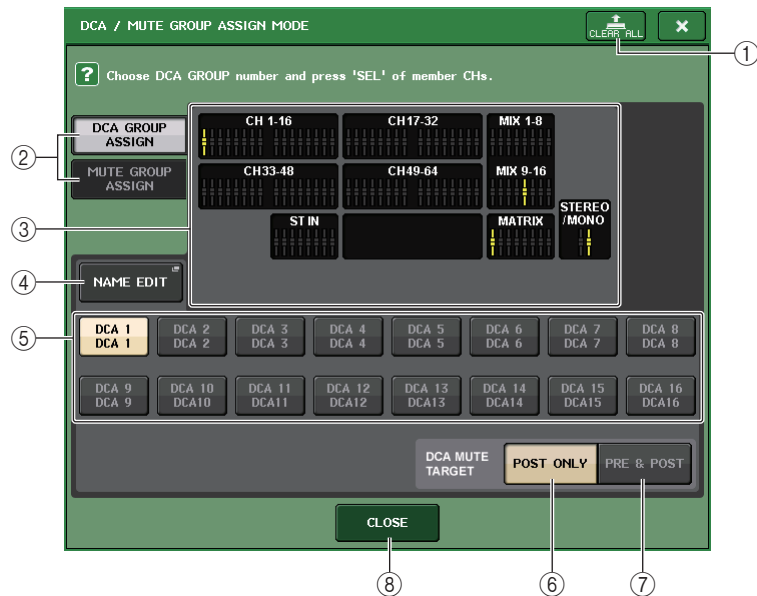 DCA / MUTE GROUP ASSIGN MODE
CLEAR ALL
①
? Choose DCA GROUP number and press 'SEL' of member CHs.
DCA GROUP
ASSIGN
MUTE GROUP
ASSIGN
②
CH 1-16
CH17-32
MIX 1-8
CH33-48
CH49-64
MIX 9-16
ST IN
MATRIX
STEREO
/MONO
③
④
NAME EDIT
⑤
DCA 1
DCA 1
DCA 2
DCA 2
DCA 3
DCA 3
DCA 4
DCA 4
DCA 5
DCA 5
DCA 6
DCA 6
DCA 7
DCA 7
DCA 8
DCA 8
DCA 9
DCA 9
DCA 10
DCA10
DCA 11
DCA11
DCA 12
DCA12
DCA 13
DCA13
DCA 14
DCA14
DCA 15
DCA15
DCA 16
DCA16
DCA MUTE
TARGET
POST ONLY
PRE & POST
CLOSE
⑧
⑥
⑦